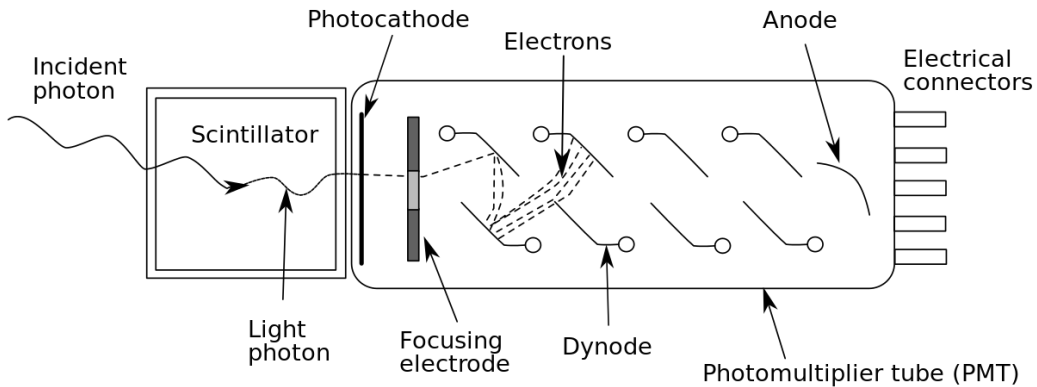 Photocathode
Anode
Electrons
Incident
photon
Electrical
connectors
Scintillator
Light
photon
Focusing
electrode
Dynode
Photomultiplier tube (PMT)